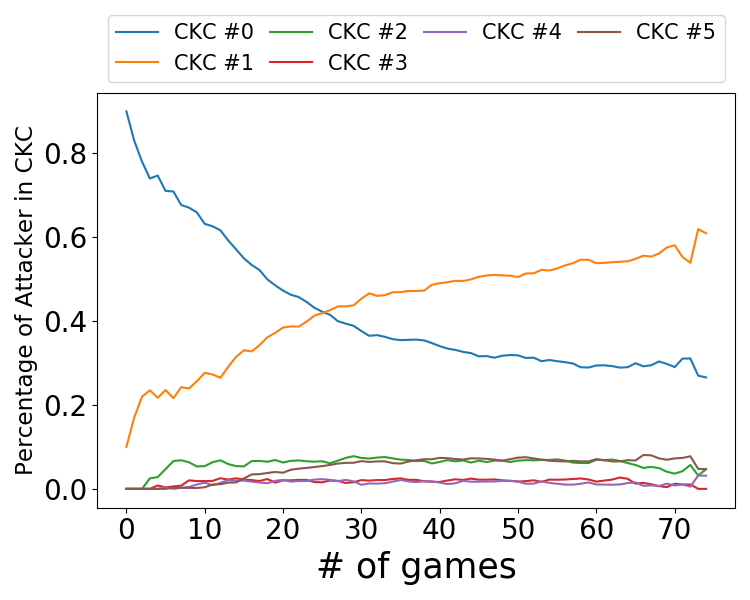 CKC #0 CKC #2 CKC #4 CKC #5
CKC #1 CKC #3
Percentage of Attacker in CKC
0.8
0.6
0.4
0.2
0.0
0 10 20 30 40 50 60 70
# of games